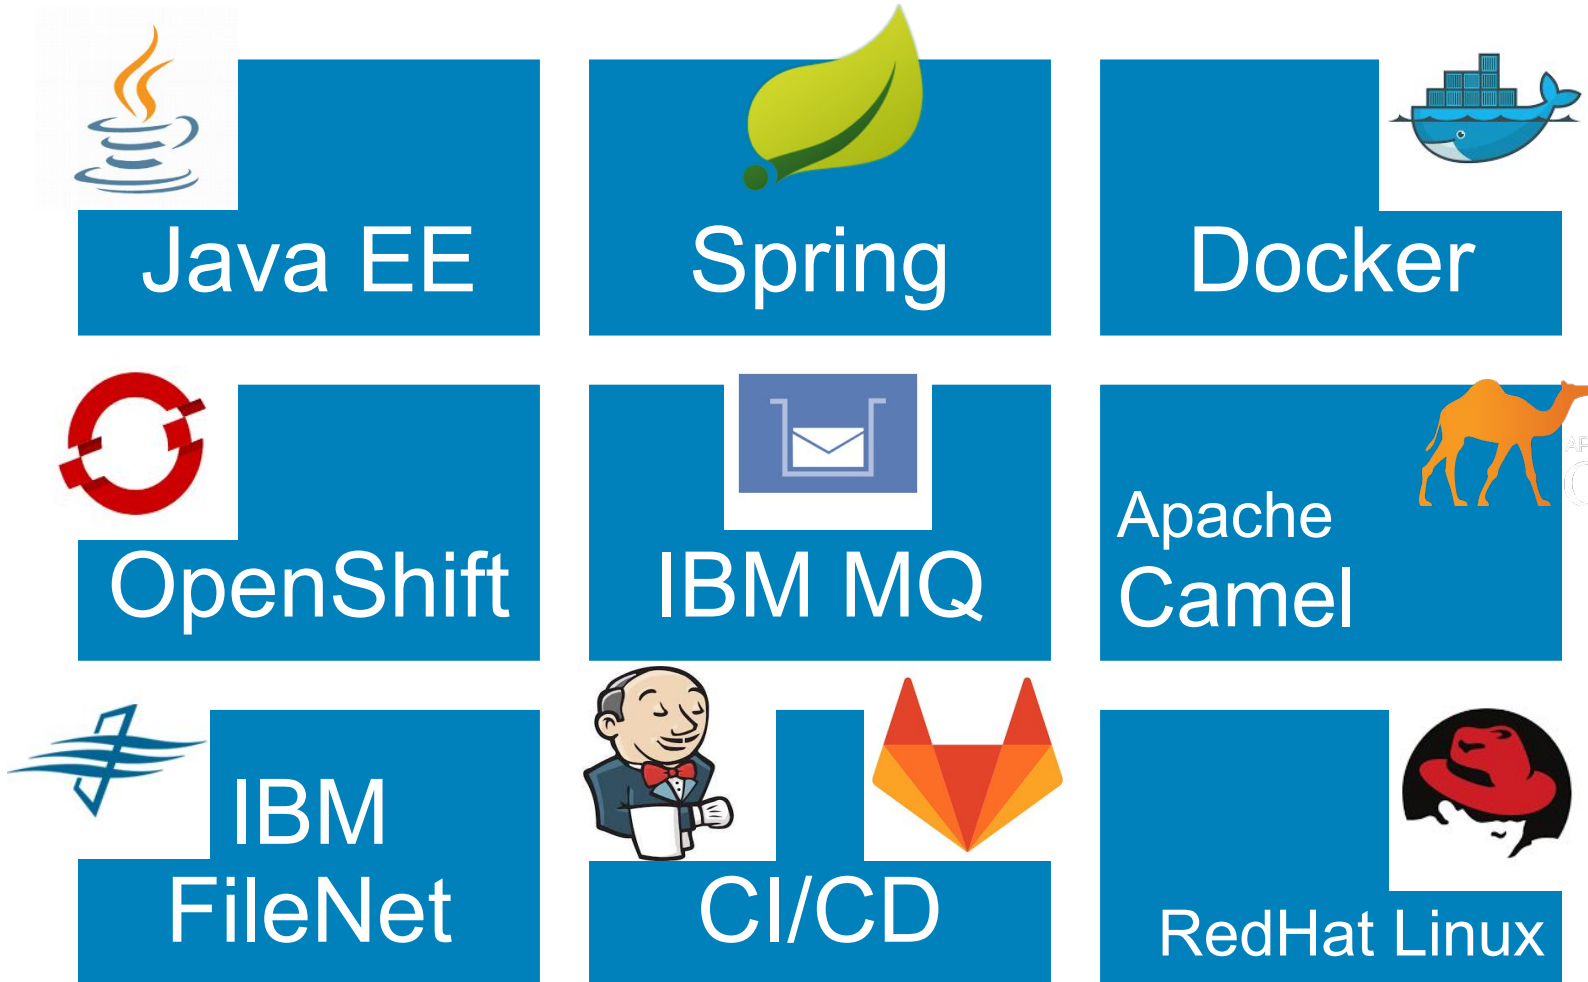 Java EE
Spring
Docker
OpenShift
IBM MQ
Apache
Camel
IBM
FileNet
CI/CD
RedHat Linux